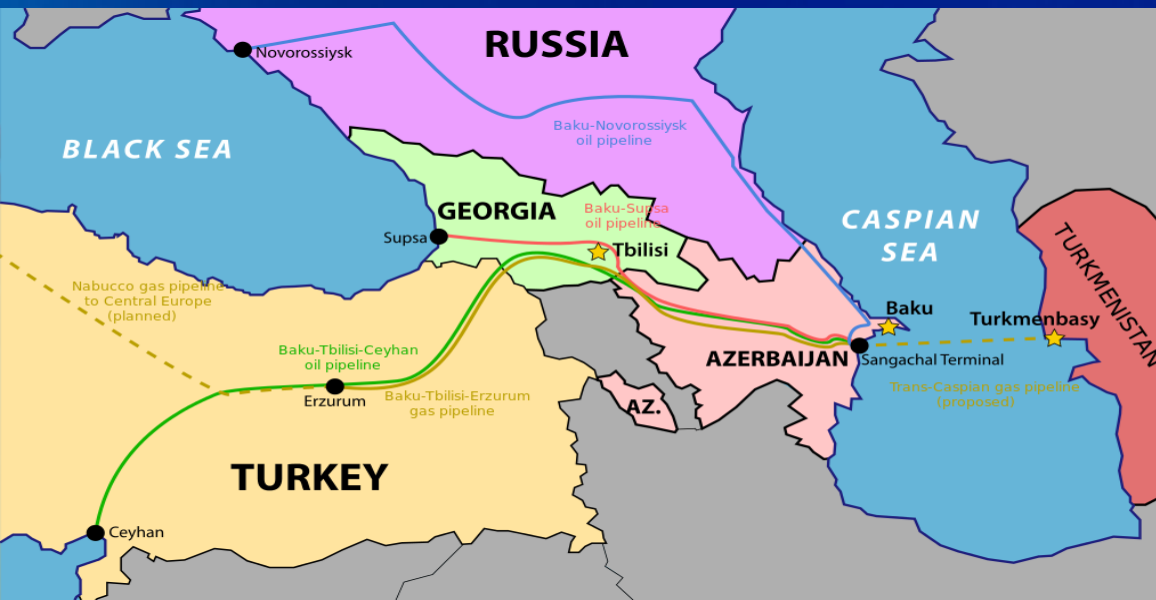 RUSSIA
Novorossiysk
Baku-Novorossiysk
oil pipeline
BLACK SEA
GEORGIA
Baku-Supsa
oil pipeline
CASPIAN
SEA
TURKMENISTAN
Supsa
Tbilisi
Nabucco gas pipeline
to Central Europe
(planned)
Baku
Turkmenbasy
Baku-Tbilisi-Ceyhan
oil pipeline
AZERBAIJAN
Sangachal Terminal
Erzurum
Baku-Tbilisi-Erzurum
gas pipeline
Trans-Caspian gas pipeline
(proposed)
AZ.
TURKEY
Ceyhan